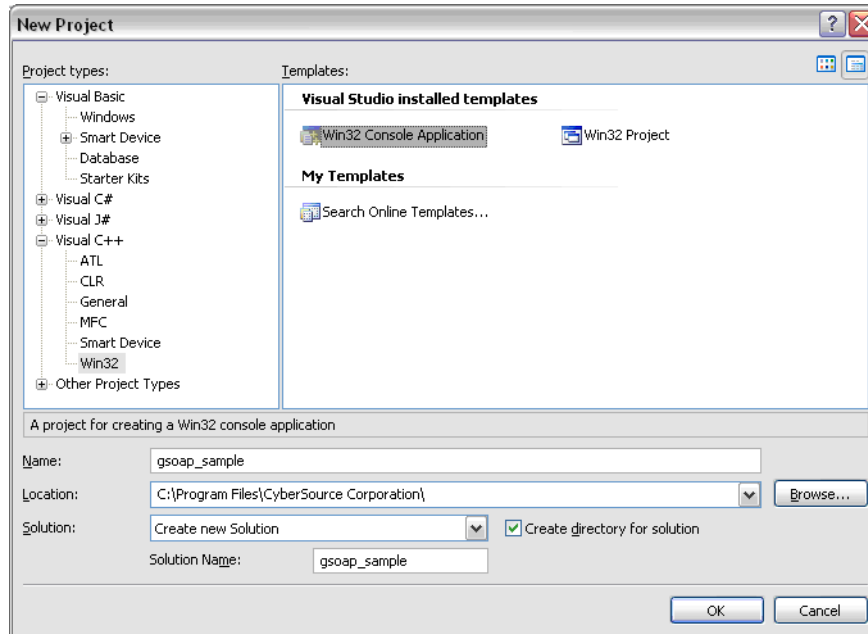 New Project
Project types:
Templates:
Visual Basic
Windows
Smart Device
Database
Starter Kits
Visual C#
Visual J#
Visual C++
ATL
CLR
General
MFC
Smart Device
Win32
Other Project Types
Visual Studio installed templates
Win32 Console Application
Win32 Project
My Templates
Search Online Templates...
A project for creating a Win32 console application
Name:
gsoap_sample
Location:
C:\Program Files\CyberSource Corporation\
Browse...
Solution:
Create new Solution
Create directory for solution
Solution Name:
gsoap_sample
OK
Cancel